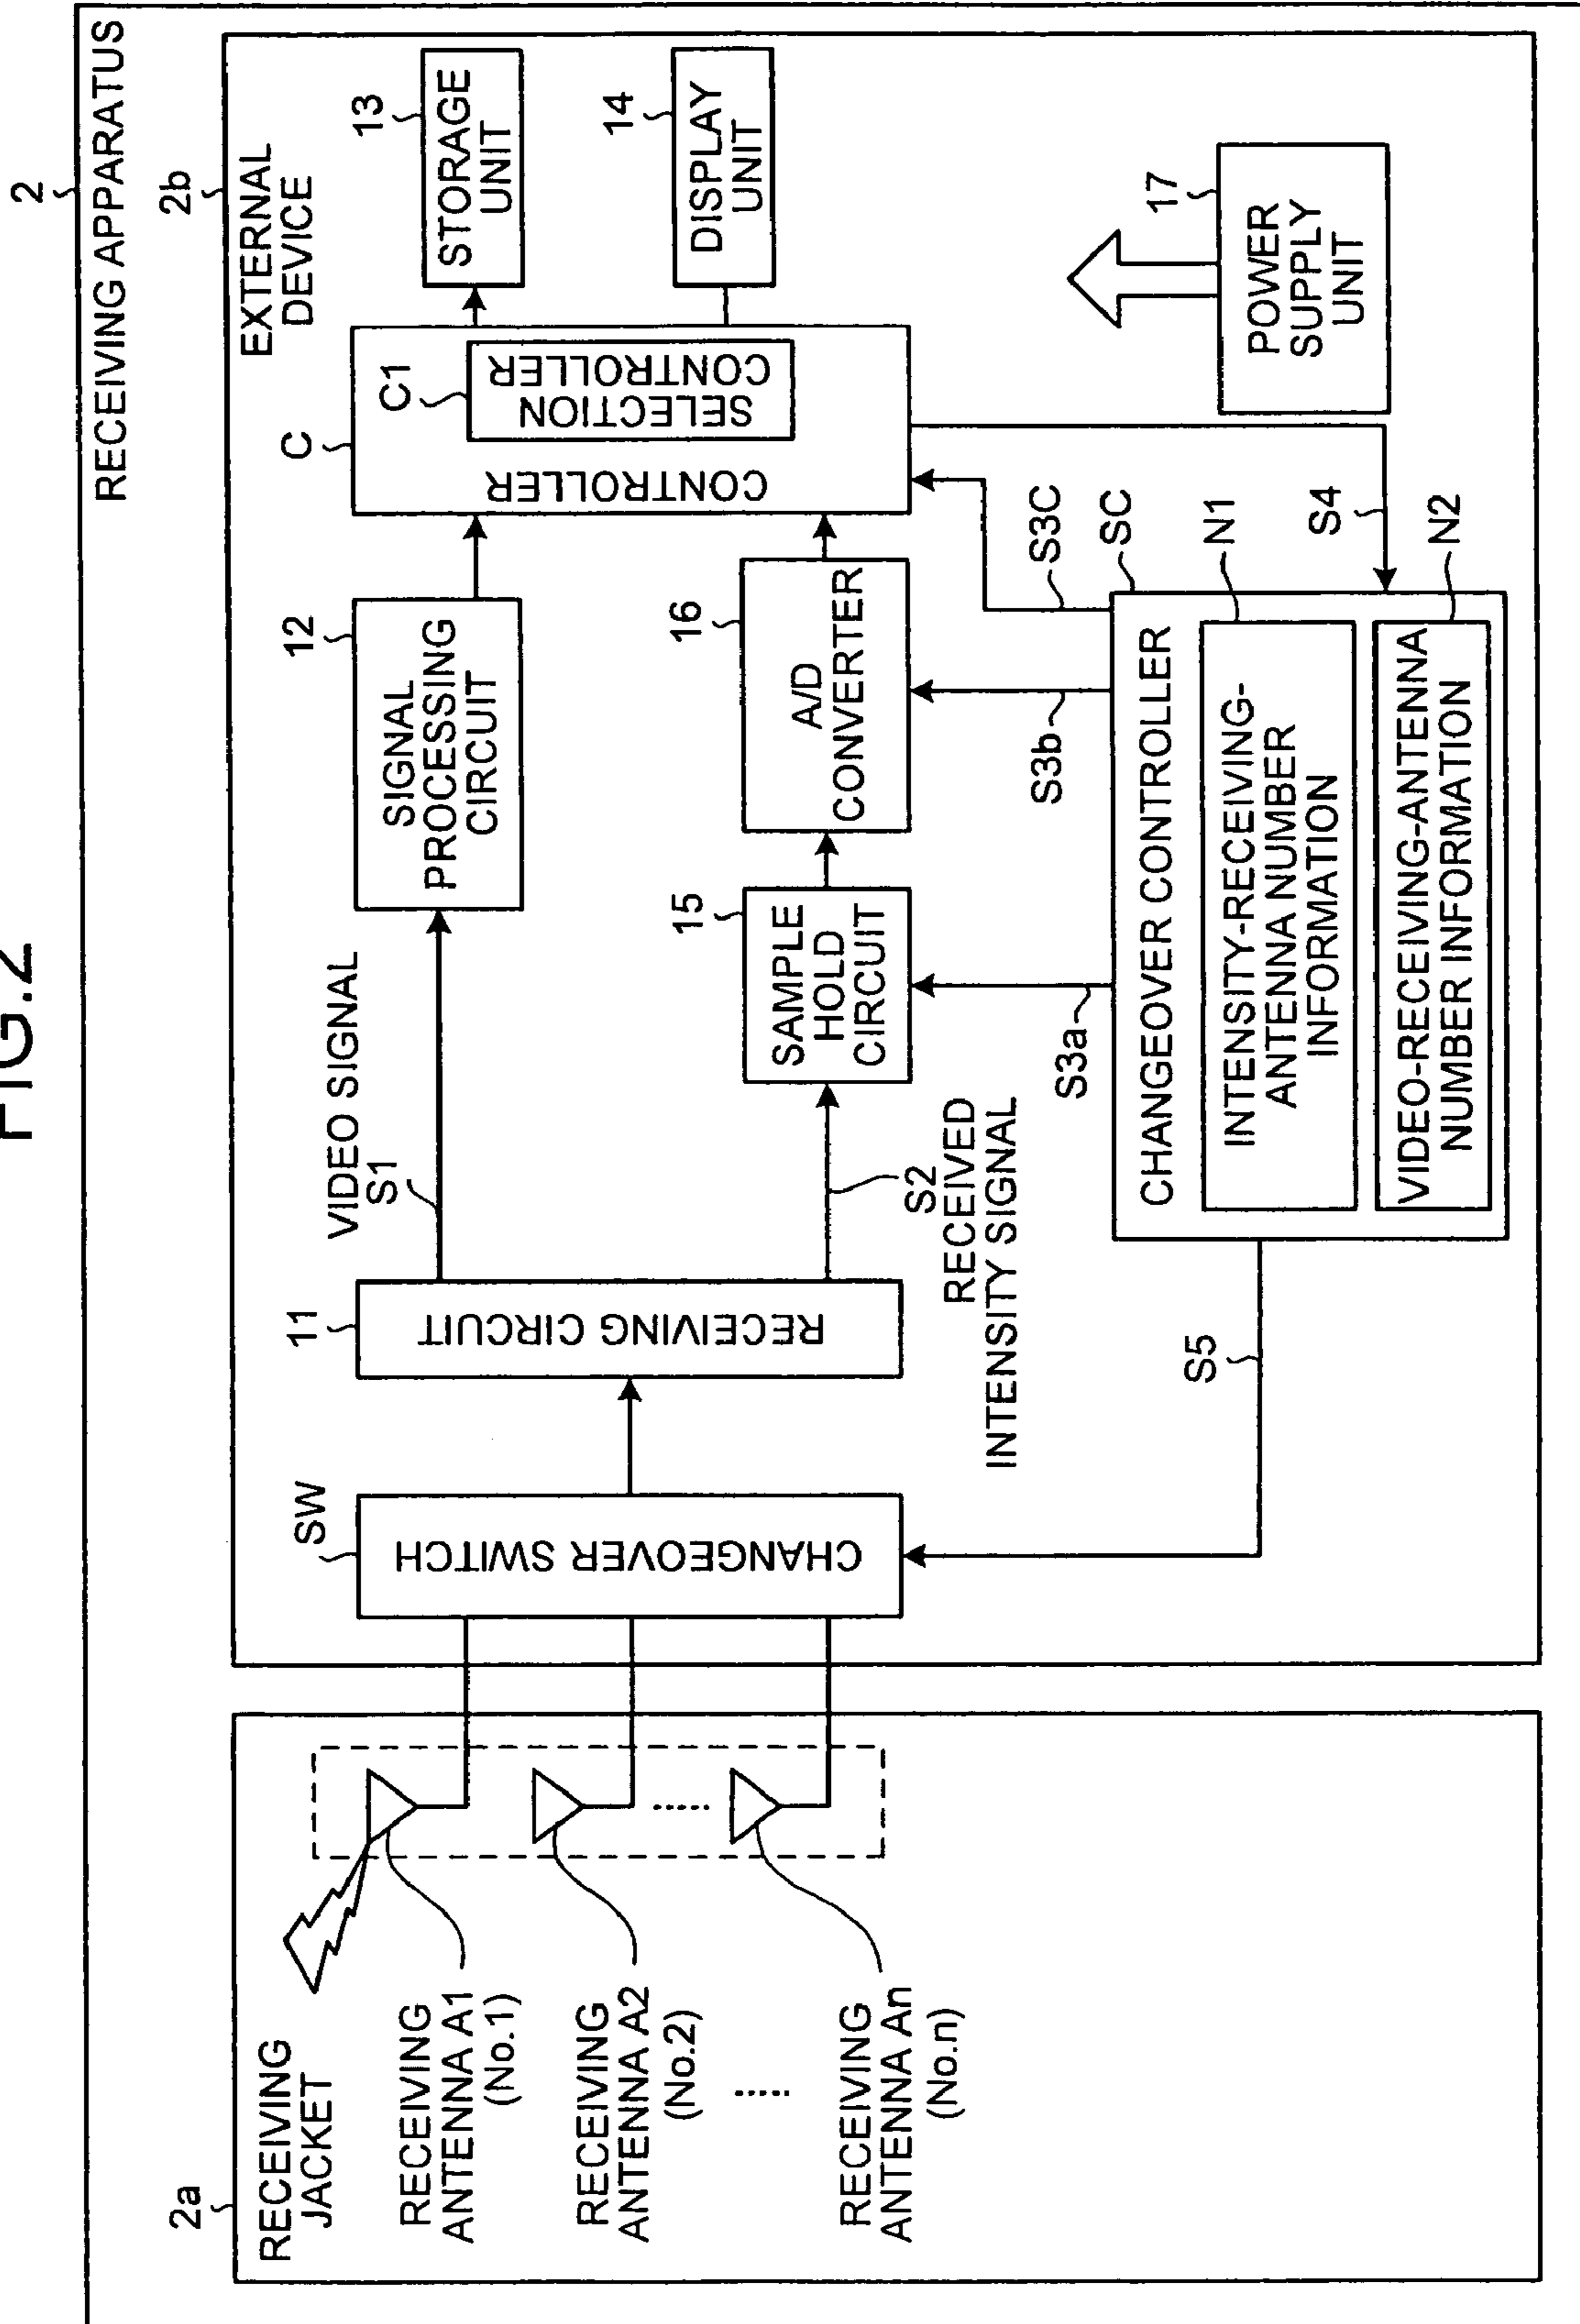 FIG.2
2
RECEIVING APPARATUS
2a
RECEIVING
JACKET
RECEIVING
ANTENNA A1
(No.1)
RECEIVING
ANTENNA A2
(No.2)
......
......
RECEIVING
ANTENNA An
(No.n)
2b
EXTERNAL
DEVICE
SW
CHANGEOVER SWITCH
11
RECEIVING CIRCUIT
VIDEO SIGNAL
S1
S2
RECEIVED
INTENSITY SIGNAL
12
SIGNAL
PROCESSING
CIRCUIT
15
SAMPLE
HOLD
CIRCUIT
16
A/D
CONVERTER
C
CONTROLLER
C1
SELECTION
CONTROLLER
13
STORAGE
UNIT
14
DISPLAY
UNIT
S3a
S3b
S3C
SC
CHANGEOVER CONTROLLER
N1
INTENSITY-RECEIVING-
ANTENNA NUMBER
INFORMATION
N2
VIDEO-RECEIVING-ANTENNA
NUMBER INFORMATION
S4
S5
17
POWER
SUPPLY
UNIT